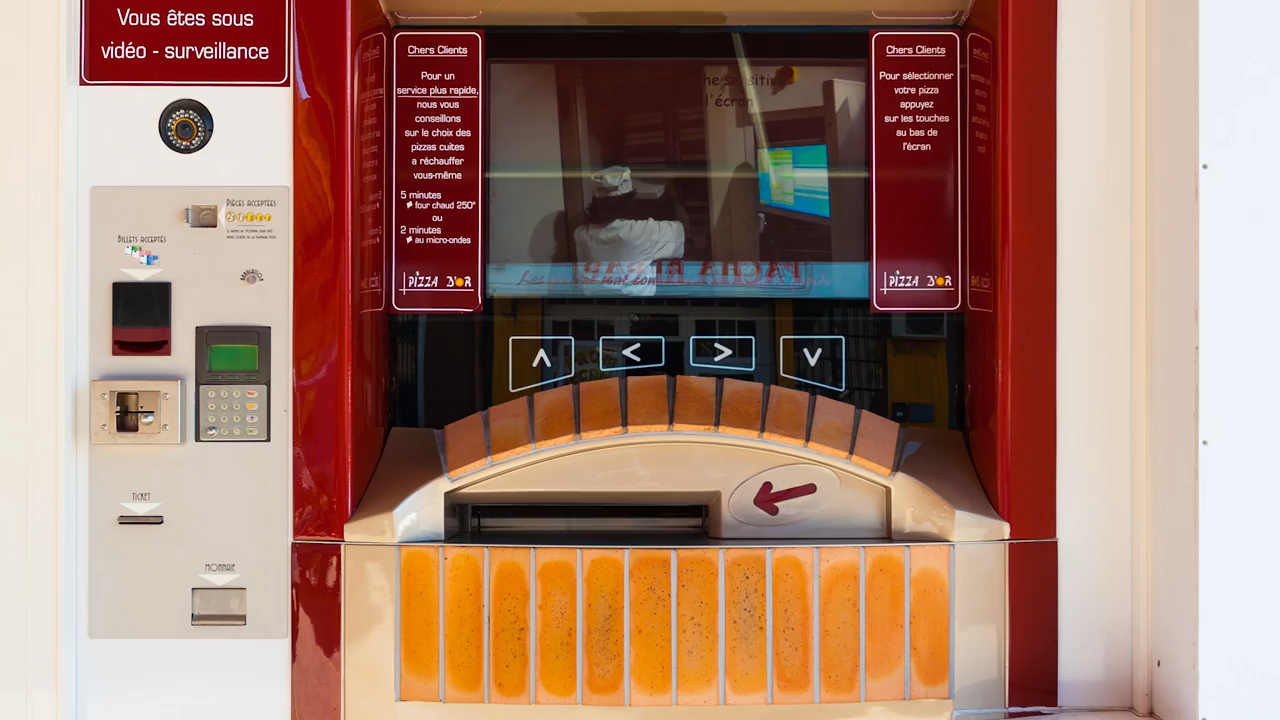 Vous êtes sous
vidéo - surveillance
PIÈCES ACCEPTÉES
BILLETS ACCEPTÉS
ANNULATION
TICKET
MONNAIE
Chers Clients
Pour un
service plus rapide,
nous vous
conseillons
sur le choix des
pizzas cuites
a réchauffer
vous-même
5 minutes
four chaud 250°
ou
2 minutes
au micro-ondes
PIZZA D'OR
l'écran
Chers Clients
Pour sélectionner
votre pizza
appuyez
sur les touches
au bas de
l'écran
PIZZA D'OR
∧ < > ∨